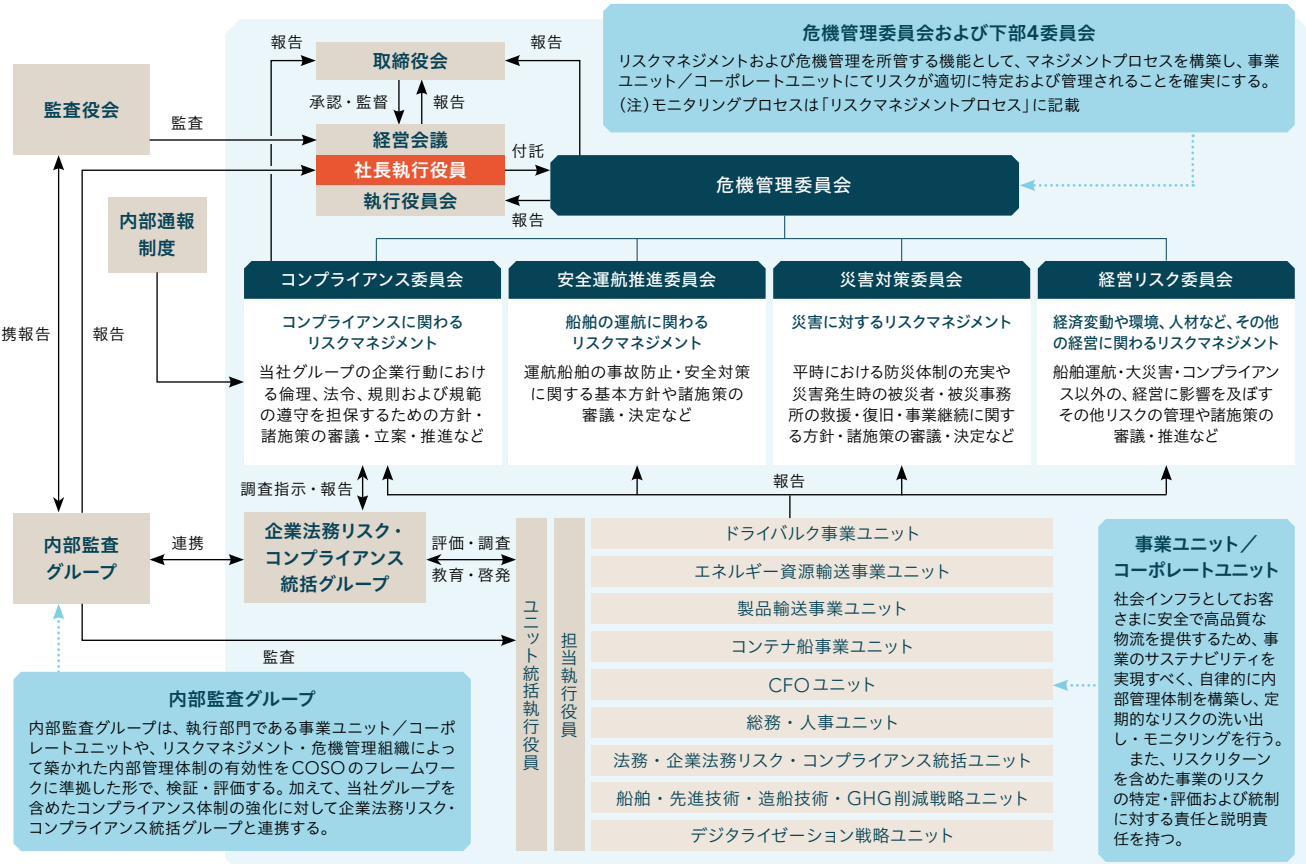 危機管理委員会および下部4委員会
リスクマネジメントおよび危機管理を所管する機能として、マネジメントプロセスを構築し、事業
ユニット／コーポレートユニットにてリスクが適切に特定および管理されることを確実にする。
（注）モニタリングプロセスは「リスクマネジメントプロセス」に記載
報告
取締役会
報告
承認・監督
報告
監査役会
監査
経営会議
社長執行役員
執行役員会
付託
報告
危機管理委員会
内部通報
制度
携報告
報告
コンプライアンス委員会
コンプライアンスに関わる
リスクマネジメント
当社グループの企業行動におけ
る倫理、法令、規則および規範
の遵守を担保するための方針・
諸施策の審議・立案・推進など
安全運航推進委員会
船舶の運航に関わる
リスクマネジメント
運航船舶の事故防止・安全対策
に関する基本方針や諸施策の
審議・決定など
災害対策委員会
災害に対するリスクマネジメント
平時における防災体制の充実や
災害発生時の被災者・被災事務
所の救援・復旧・事業継続に関す
る方針・諸施策の審議・決定など
経営リスク委員会
経済変動や環境、人材など、その他
の経営に関わるリスクマネジメント
船舶運航・大災害・コンプライアン
ス以外の、経営に影響を及ぼす
その他リスクの管理や諸施策の
審議・推進など
調査指示・報告
報告
内部監査
グループ
連携
企業法務リスク・
コンプライアンス
統括グループ
評価・調査
教育・啓発
監査
ユニット統括執行役員
担当執行役員
ドライバルク事業ユニット
エネルギー資源輸送事業ユニット
製品輸送事業ユニット
コンテナ船事業ユニット
CFOユニット
総務・人事ユニット
法務・企業法務リスク・コンプライアンス統括ユニット
船舶・先進技術・造船技術・GHG削減戦略ユニット
デジタライゼーション戦略ユニット
事業ユニット／
コーポレートユニット
社会インフラとしてお客
さまに安全で高品質な
物流を提供するため、事
業のサステナビリティを
実現すべく、自律的に内
部管理体制を構築し、定
期的なリスクの洗い出
し・モニタリングを行う。
また、リスクリターン
を含めた事業のリスク
の特定・評価および統制
に対する責任と説明責
任を持つ。
内部監査グループ
内部監査グループは、執行部門である事業ユニット／コーポ
レートユニットや、リスクマネジメント・危機管理組織によって
築かれた内部管理体制の有効性をCOSOのフレームワーク
に準拠した形で、検証・評価する。加えて、当社グループを
含めたコンプライアンス体制の強化に対して企業法務リスク・
コンプライアンス統括グループと連携する。